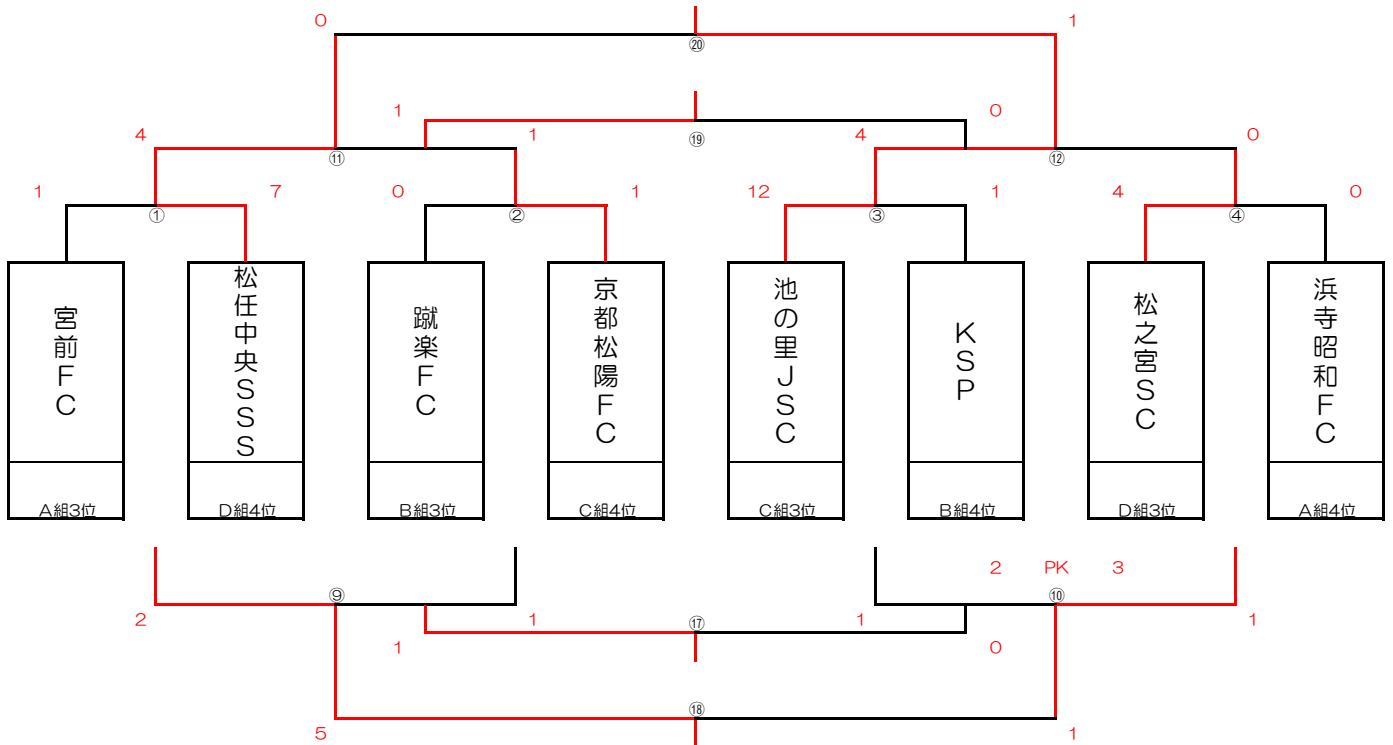 0 1
⑳
1 0
4 1 ⑲ 4 0
⑪ ⑫
1 7 0 1 12 1 4 0
① ② ③ ④
宮前FC
松任中央SSS
蹴楽FC
京都松陽FC
池の里JSC
KSP
松之宮SC
浜寺昭和FC
A組3位 D組4位 B組3位 C組4位 C組3位 B組4位 D組3位 A組4位
2 PK 3
⑨ ⑩
2 1 ⑰ 1 1
1 0
⑱
5 1